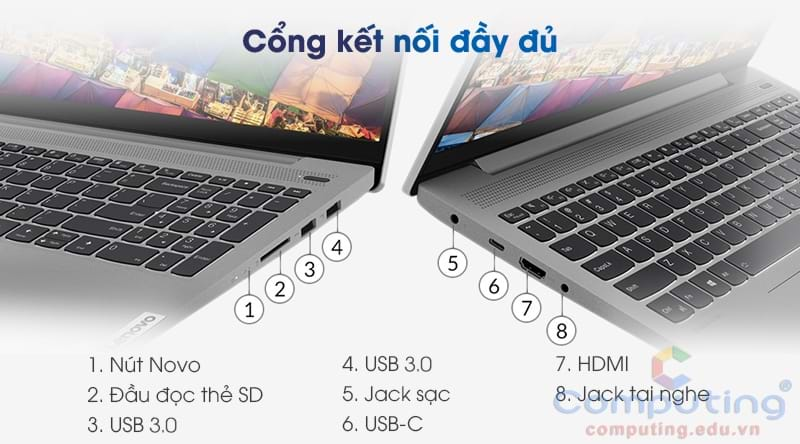 Cổng kết nối đầy đủ
1
2
3
4
5
6
7
8
1. Nút Novo
2. Đầu đọc thẻ SD
3. USB 3.0
4. USB 3.0
5. Jack sạc
6. USB-C
7. HDMI
8. Jack tai nghe
Computing®
computing.edu.vn